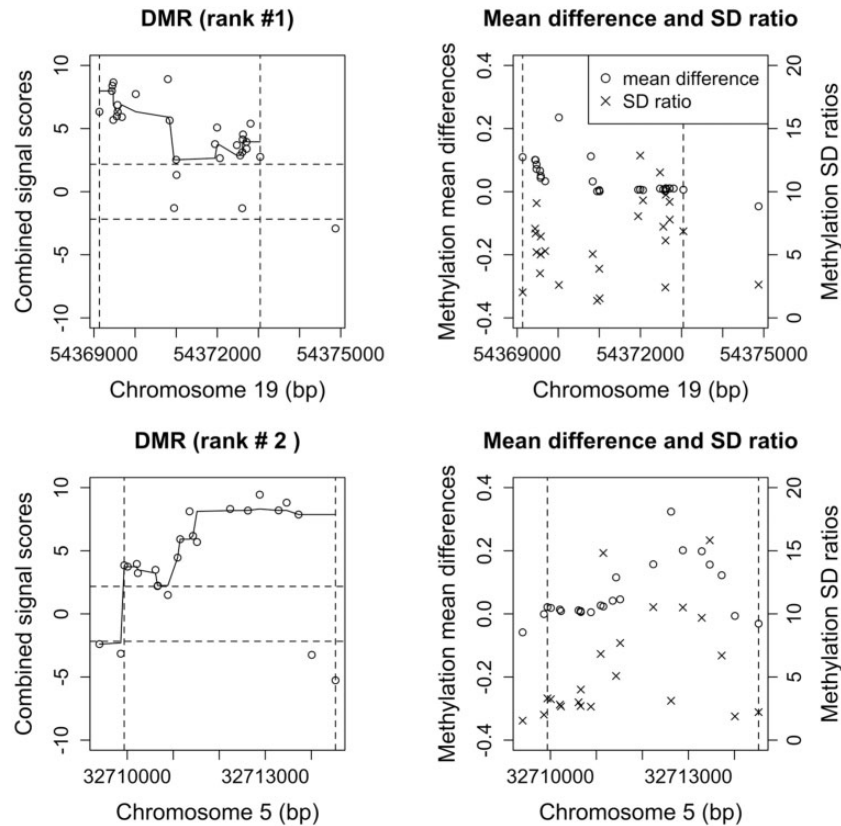 DMR (rank #1)
Combined signal scores
10
5
0
-5
-10
54369000 54372000 54375000
Chromosome 19 (bp)
Mean difference and SD ratio
mean difference
SD ratio
Methylation mean differences
0.4
0.2
0.0
-0.2
-0.4
Methylation SD ratios
20
15
10
5
0
54369000 54372000 54375000
Chromosome 19 (bp)
DMR (rank # 2 )
Combined signal scores
10
5
0
-5
-10
32710000 32713000
Chromosome 5 (bp)
Mean difference and SD ratio
Methylation mean differences
0.4
0.2
0.0
-0.2
-0.4
Methylation SD ratios
20
15
10
5
0
32710000 32713000
Chromosome 5 (bp)